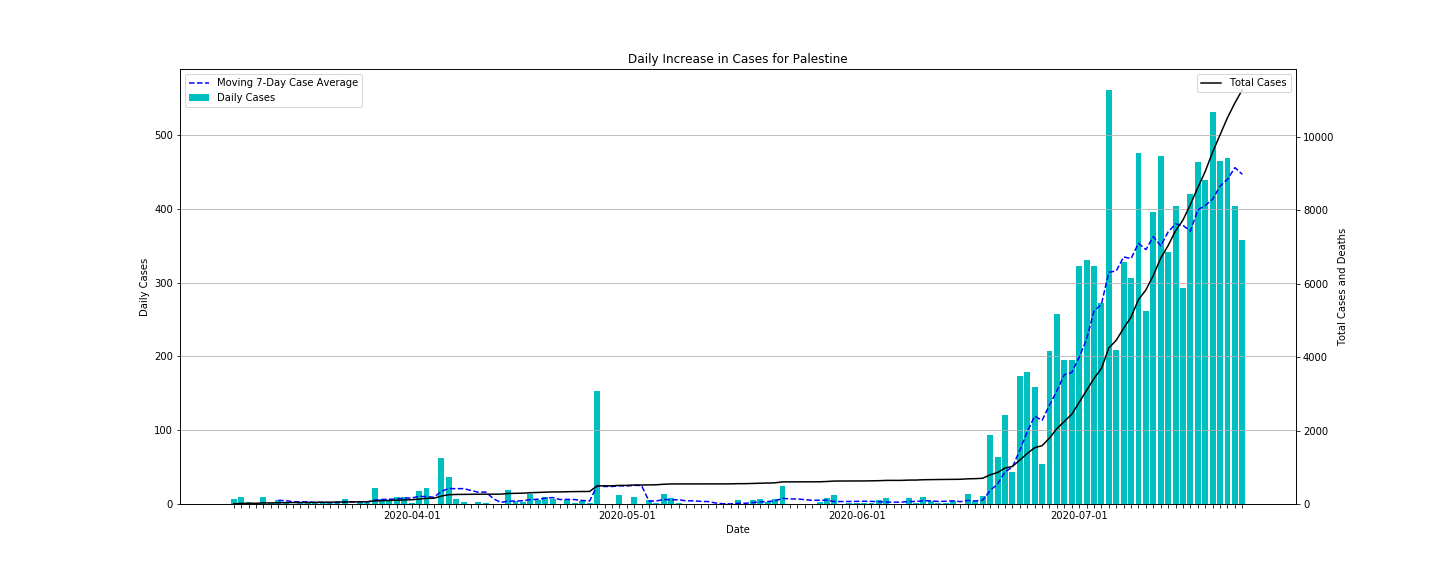 Daily Increase in Cases for Palestine
Moving 7-Day Case Average
Daily Cases
Total Cases
500
400
300
200
100
0
Daily Cases
10000
8000
6000
4000
2000
0
Total Cases and Deaths
2020-04-01
2020-05-01
2020-06-01
2020-07-01
Date